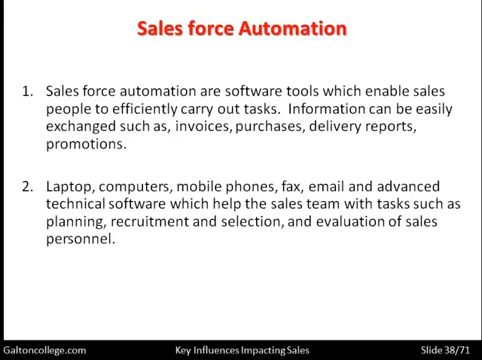 Sales force Automation
1. Sales force automation are software tools which enable sales
people to efficiently carry out tasks. Information can be easily
exchanged such as, invoices, purchases, delivery reports,
promotions.
2. Laptop, computers, mobile phones, fax, email and advanced
technical software which help the sales team with tasks such as
planning, recruitment and selection, and evaluation of sales
personnel.
Galtoncollege.com Key Influences Impacting Sales Slide 38/71